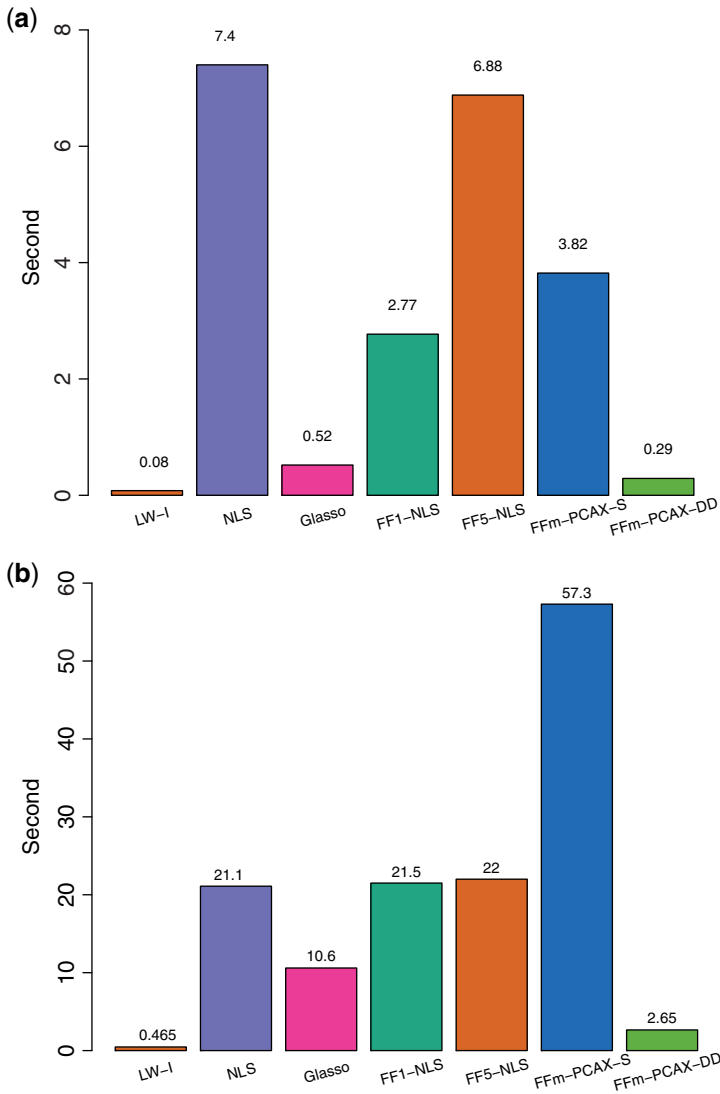 (a)
Second
8
6
4
2
0
0.08
7.4
0.52
2.77
6.88
3.82
0.29
LW−I
NLS
Glasso
FF1−NLS
FF5−NLS
FFm−PCAX−S
FFm−PCAX−DD
(b)
Second
60
50
40
30
20
10
0
0.465
21.1
10.6
21.5
22
57.3
2.65
LW−I
NLS
Glasso
FF1−NLS
FF5−NLS
FFm−PCAX−S
FFm−PCAX−DD